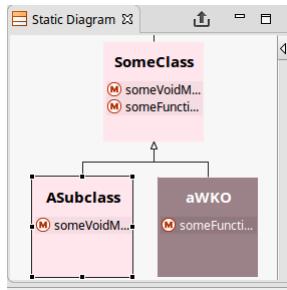 Static Diagram
SomeClass
M someVoidM...
M someFuncti...
ASubclass
aWKO
M someVoidM...
M someFuncti...